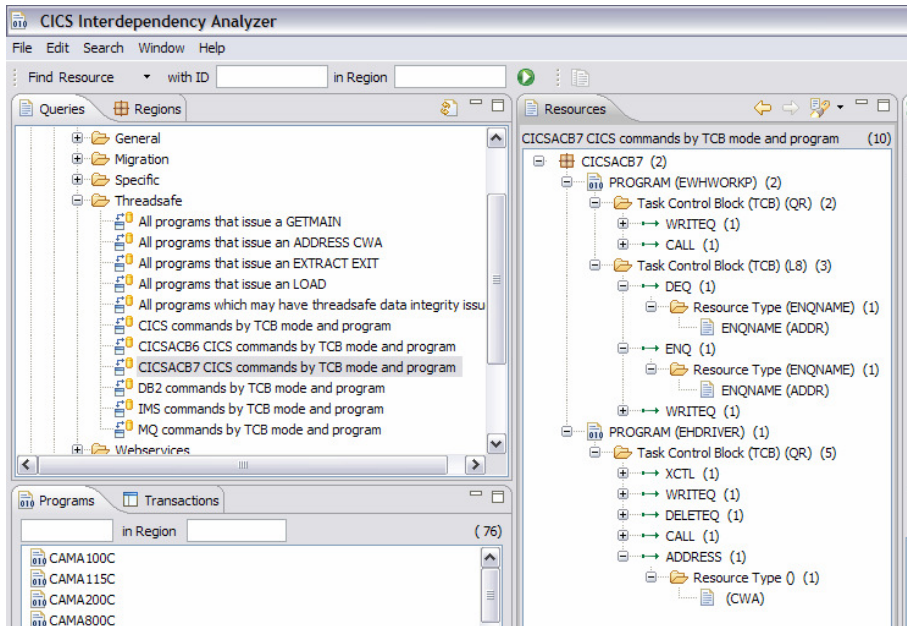 CICS Interdependency Analyzer
File Edit Search Window Help
Find Resource with ID in Region
Queries Regions
General
Migration
Specific
Threadsafe
All programs that issue a GETMAIN
All programs that issue an ADDRESS CWA
All programs that issue an EXTRACT EXIT
All programs that issue an LOAD
All programs which may have threadsafe data integrity issu
CICS commands by TCB mode and program
CICSACB6 CICS commands by TCB mode and program
CICSACB7 CICS commands by TCB mode and program
DB2 commands by TCB mode and program
IMS commands by TCB mode and program
MQ commands by TCB mode and program
Webservices
Programs Transactions
in Region (76)
CAMA100C
CAMA115C
CAMA200C
CAMA800C
Resources
CICSACB7 CICS commands by TCB mode and program (10)
CICSACB7 (2)
PROGRAM (EWHWORKP) (2)
Task Control Block (TCB) (QR) (2)
WRITEQ (1)
CALL (1)
Task Control Block (TCB) (L8) (3)
DEQ (1)
Resource Type (ENQNAME) (1)
ENQNAME (ADDR)
ENQ (1)
Resource Type (ENQNAME) (1)
ENQNAME (ADDR)
WRITEQ (1)
PROGRAM (EHDRIVER) (1)
Task Control Block (TCB) (QR) (5)
XCTL (1)
WRITEQ (1)
DELETEQ (1)
CALL (1)
ADDRESS (1)
Resource Type () (1)
(CWA)